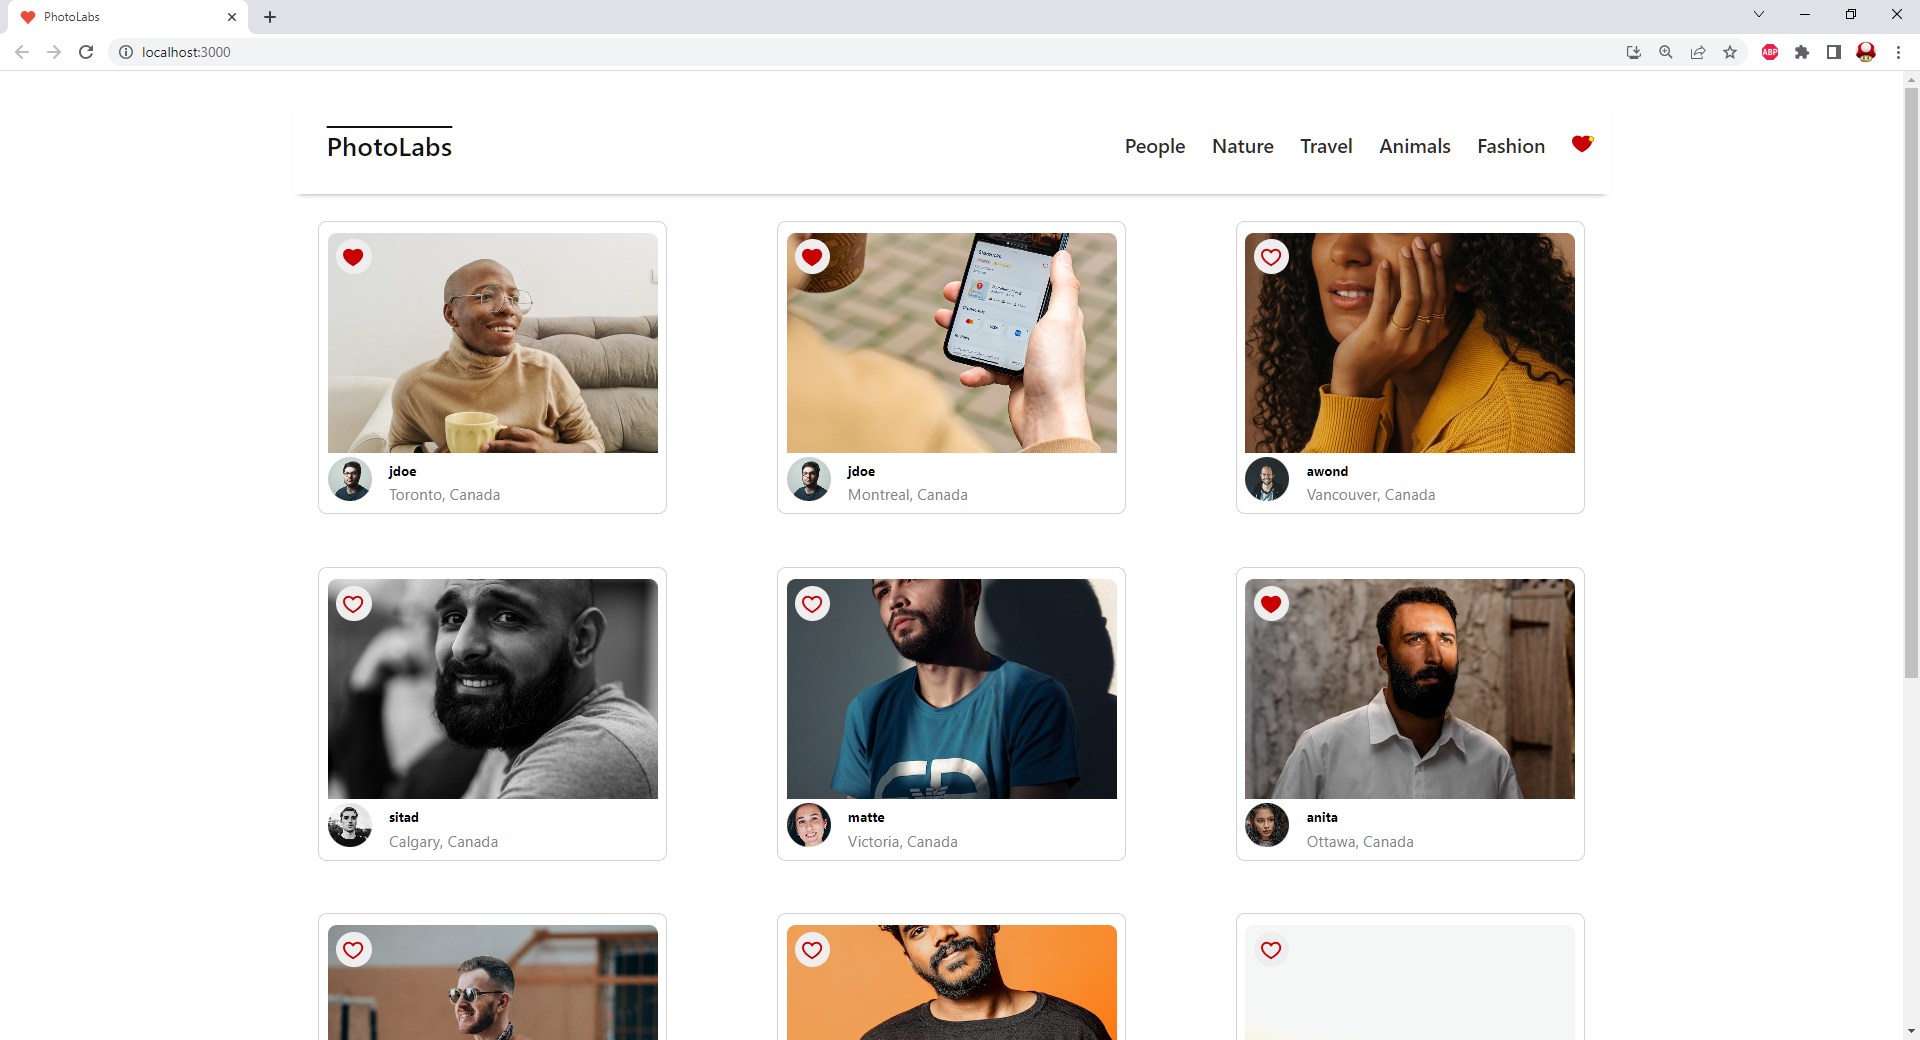 PhotoLabs
localhost:3000
ABP
PhotoLabs
People Nature Travel Animals Fashion
jdoe
Toronto, Canada
jdoe
Montreal, Canada
awond
Vancouver, Canada
sitad
Calgary, Canada
matte
Victoria, Canada
anita
Ottawa, Canada